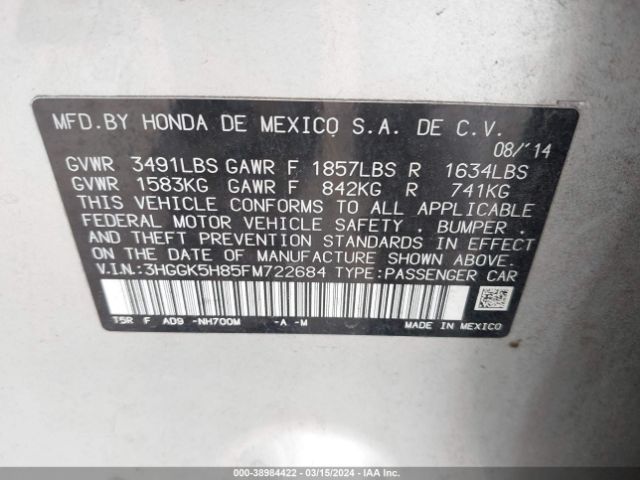 MFD.BY HONDA DE MEXICO S.A. DE C.V.
08/'14
GVWR 3491LBS GAWR F 1857LBS R 1634LBS
GVWR 1583KG GAWR F 842KG R 741KG
THIS VEHICLE CONFORMS TO ALL APPLICABLE
FEDERAL MOTOR VEHICLE SAFETY , BUMPER ,
AND THEFT PREVENTION STANDARDS IN EFFECT
ON THE DATE OF MANUFACTURE SHOWN ABOVE.
V.I.N.:3HGGK5H85FM722684 TYPE:PASSENGER CAR
T5R F AD9 -NH700M -A -M
MADE IN MEXICO
000-38984422 - 03/15/2024 - IAA Inc.